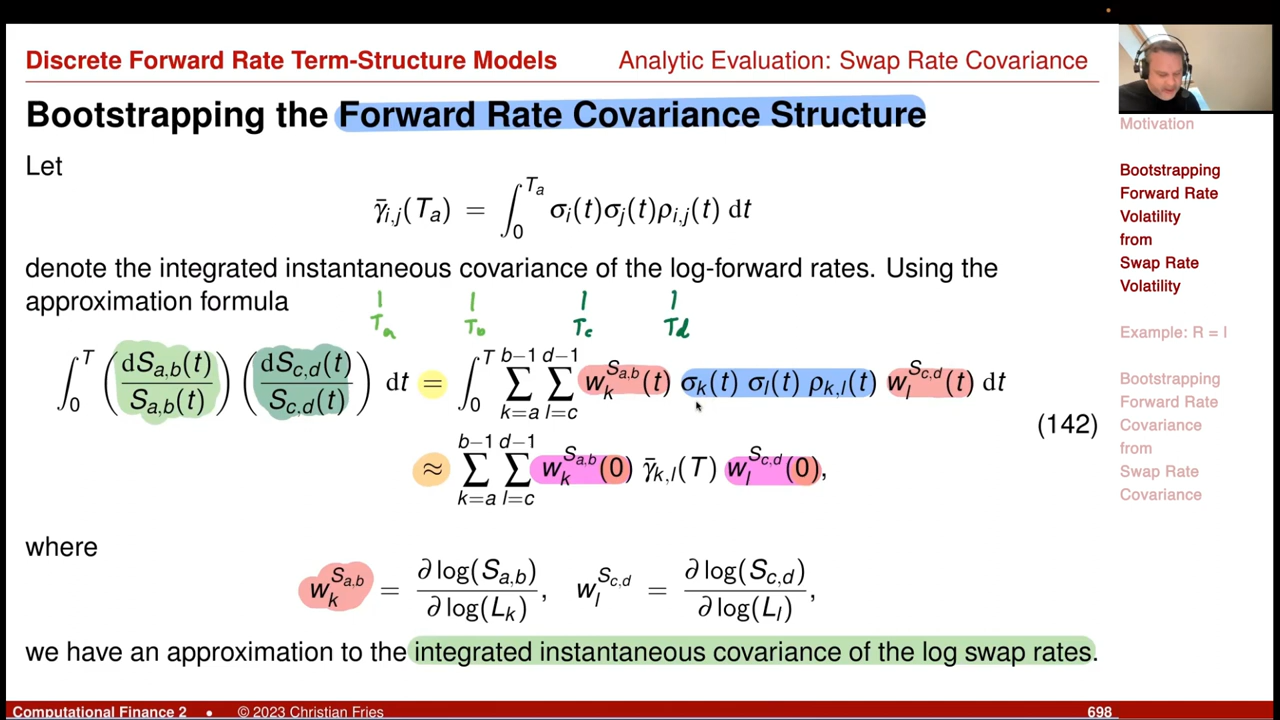 Discrete Forward Rate Term-Structure Models
Analytic Evaluation: Swap Rate Covariance
Bootstrapping the Forward Rate Covariance Structure
Let
γ̄_{i,j}(T_a) = ∫_0^{T_a} σ_i(t)σ_j(t)ρ_{i,j}(t) dt
denote the integrated instantaneous covariance of the log-forward rates. Using the
approximation formula
T_a T_b T_c T_d
∫_0^T (dS_{a,b}(t)/S_{a,b}(t)) (dS_{c,d}(t)/S_{c,d}(t)) dt = ∫_0^T ∑_{k=a}^{b−1} ∑_{l=c}^{d−1} w_k^{S_{a,b}}(t) σ_k(t) σ_l(t) ρ_{k,l}(t) w_l^{S_{c,d}}(t) dt
(142)
≈ ∑_{k=a}^{b−1} ∑_{l=c}^{d−1} w_k^{S_{a,b}}(0) γ̄_{k,l}(T) w_l^{S_{c,d}}(0),
where
w_k^{S_{a,b}} = ∂ log(S_{a,b})/∂ log(L_k), w_l^{S_{c,d}} = ∂ log(S_{c,d})/∂ log(L_l),
we have an approximation to the integrated instantaneous covariance of the log swap rates.
Motivation
Bootstrapping
Forward Rate
Volatility
from
Swap Rate
Volatility
Example: R = I
Bootstrapping
Forward Rate
Covariance
from
Swap Rate
Covariance
Computational Finance 2 • © 2023 Christian Fries
698